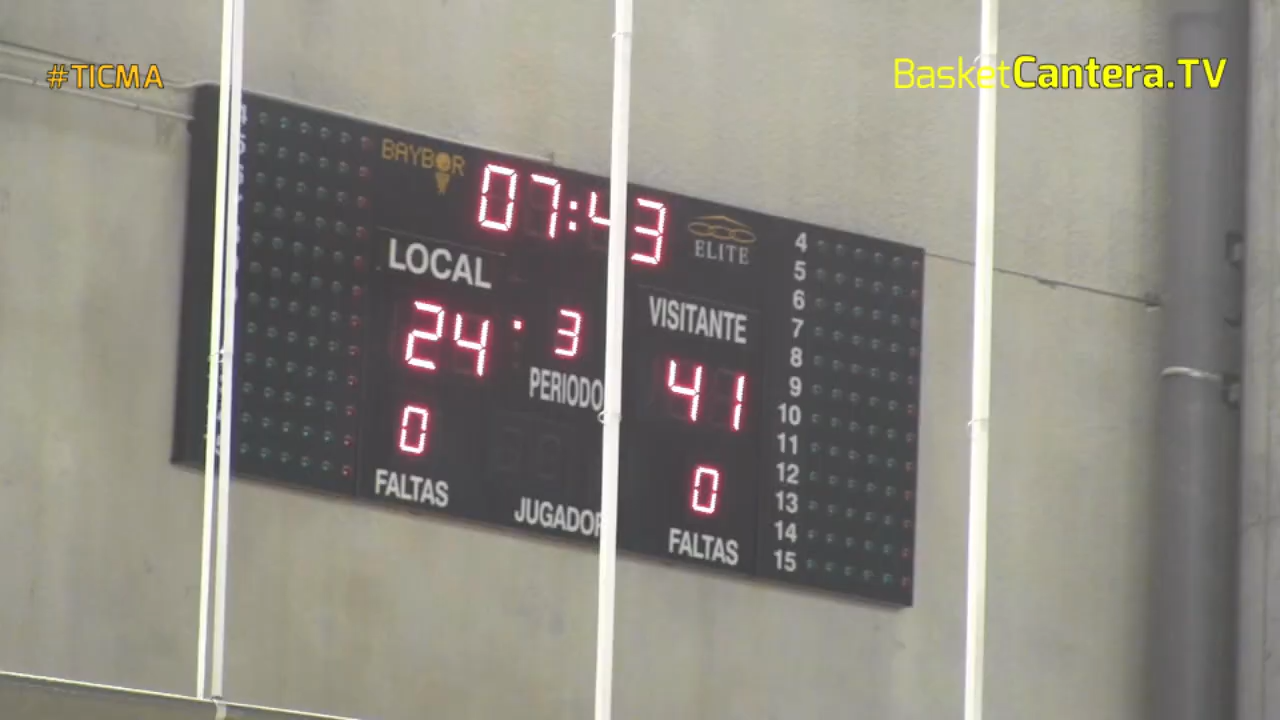 #TICMA
BasketCantera.TV
BAYBOR
07:43
ELITE
LOCAL
VISITANTE
24
3
41
PERIODO
0
0
FALTAS
JUGADOR
FALTAS
4
5
6
7
8
9
10
11
12
13
14
15